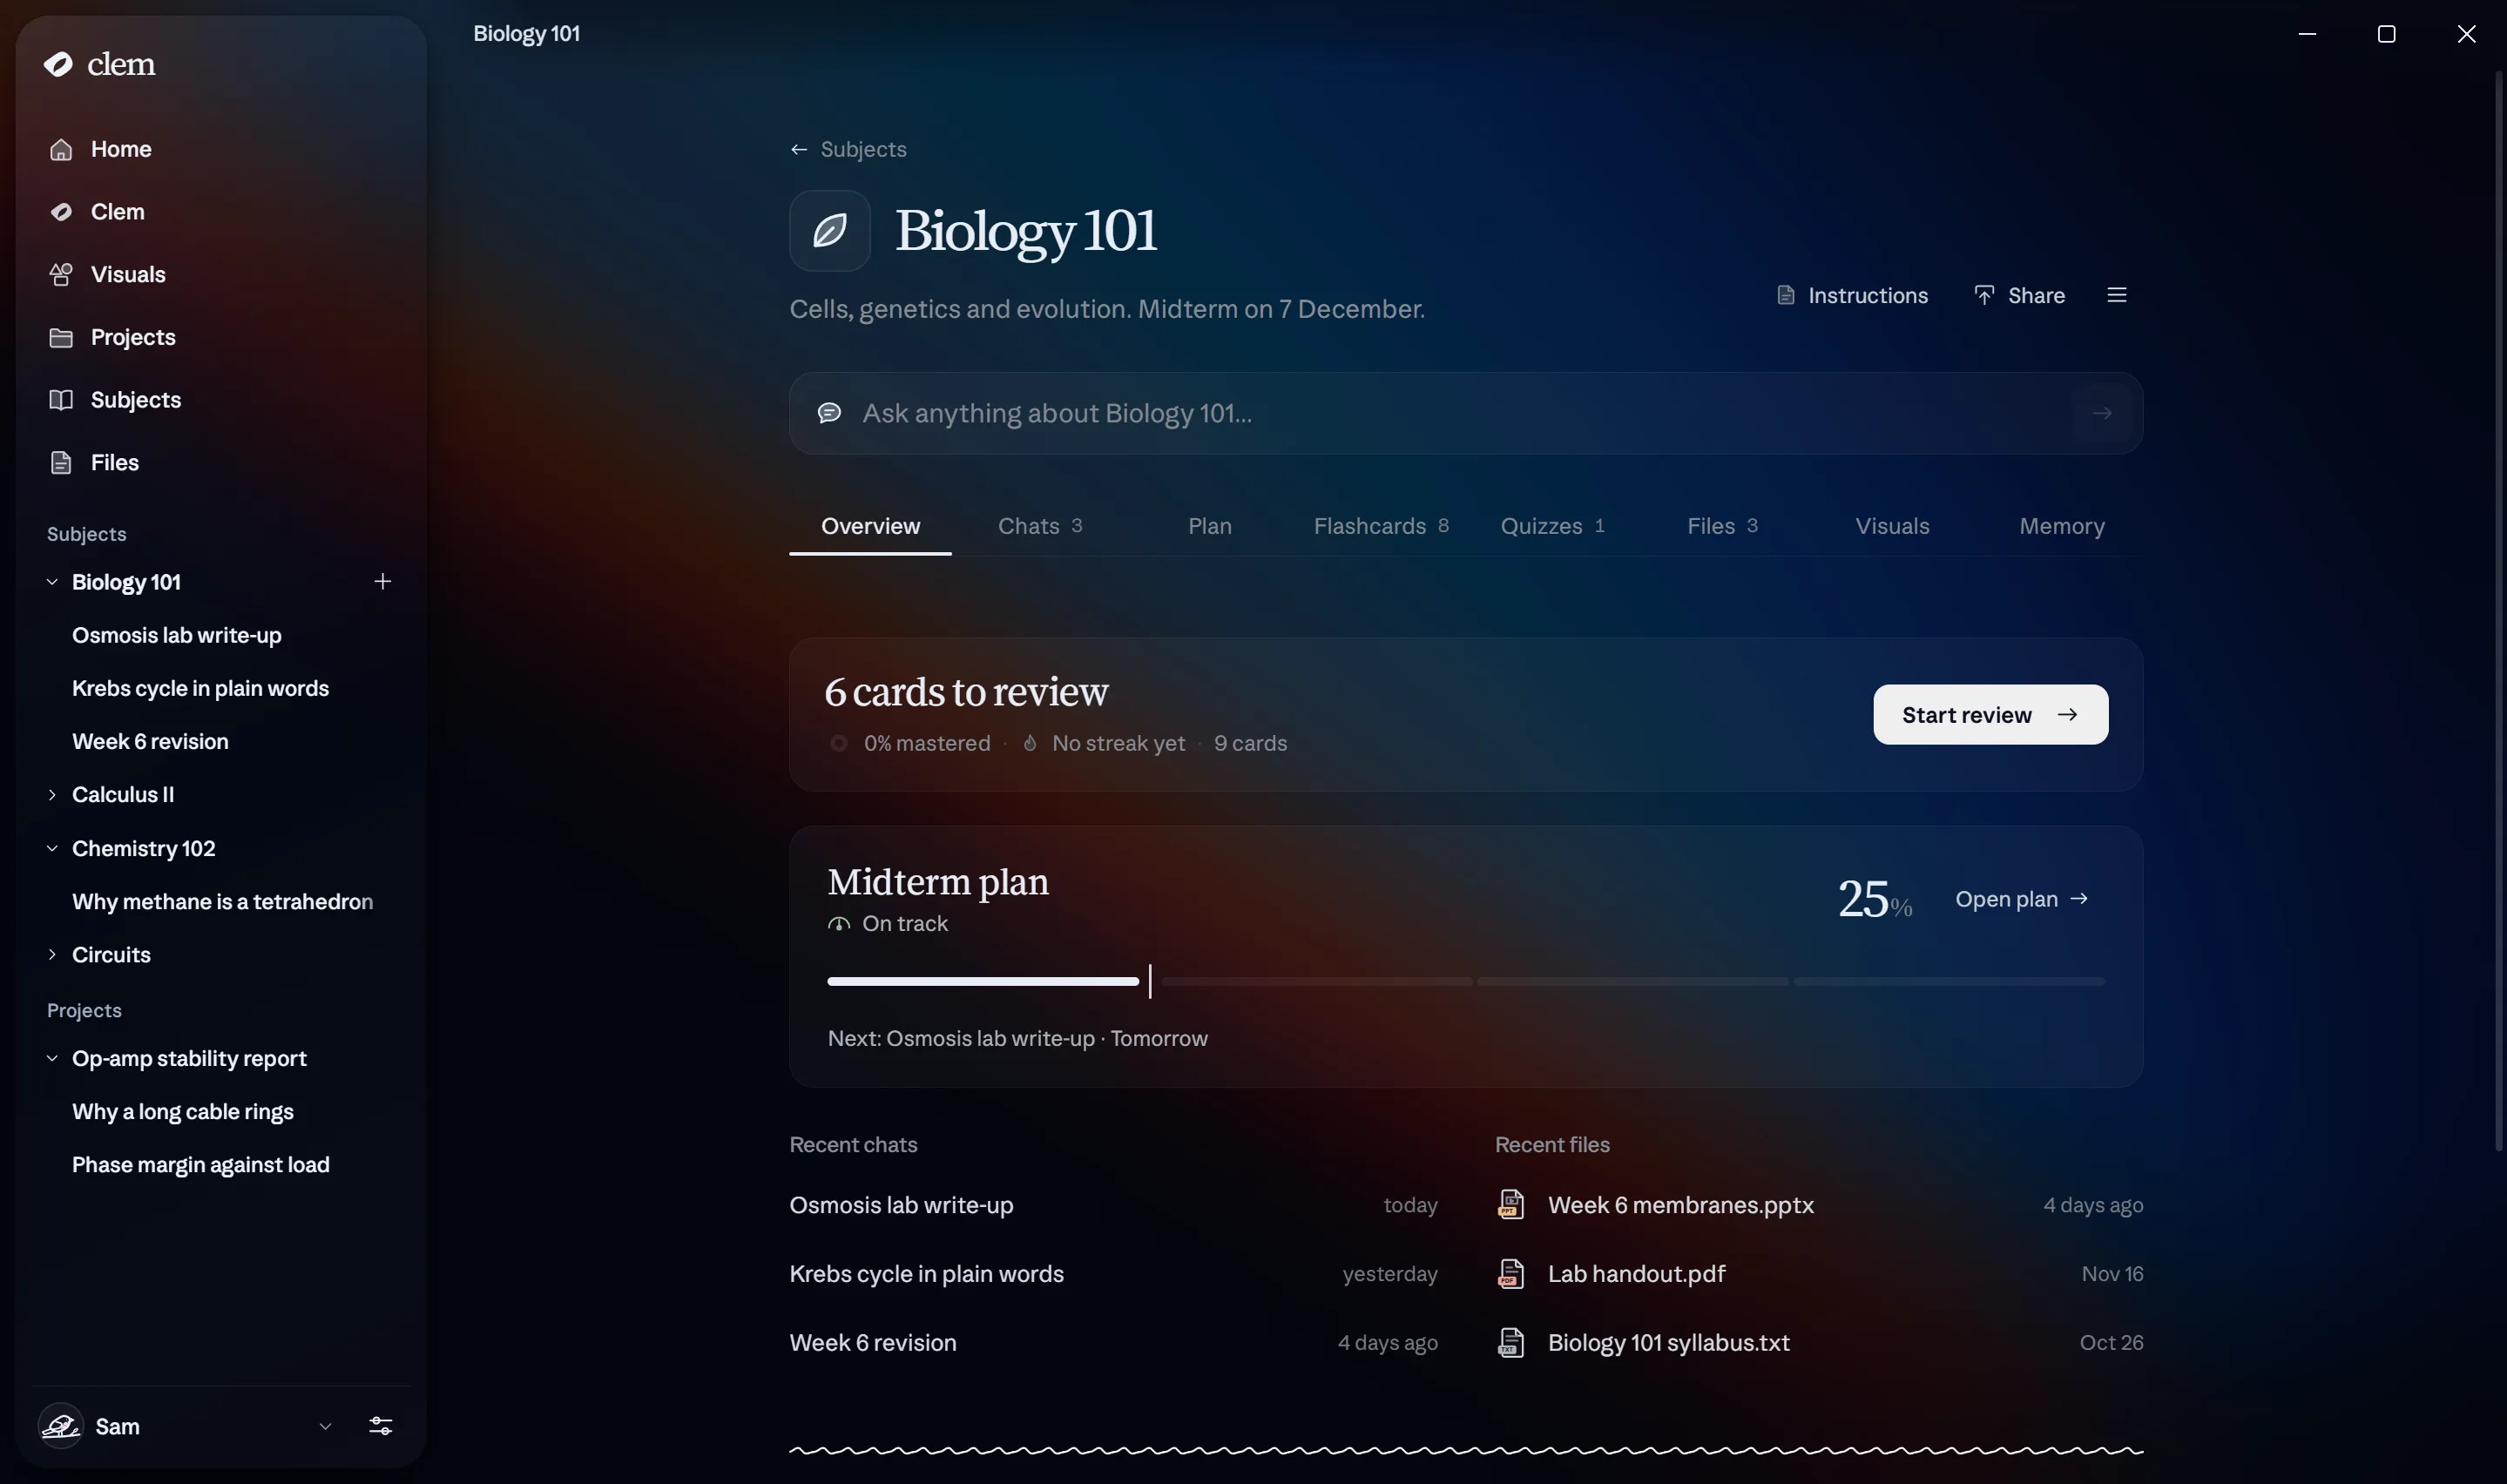 clem
Home
Clem
Visuals
Projects
Subjects
Files
Subjects
Biology 101
Osmosis lab write-up
Krebs cycle in plain words
Week 6 revision
Calculus II
Chemistry 102
Why methane is a tetrahedron
Circuits
Projects
Op-amp stability report
Why a long cable rings
Phase margin against load
Sam
Biology 101
Subjects
Biology 101
Cells, genetics and evolution. Midterm on 7 December.
Instructions
Share
Ask anything about Biology 101...
Overview
Chats 3
Plan
Flashcards 8
Quizzes 1
Files 3
Visuals
Memory
6 cards to review
0% mastered · No streak yet · 9 cards
Start review
Midterm plan
On track
25%
Open plan
Next: Osmosis lab write-up · Tomorrow
Recent chats
Osmosis lab write-up today
Krebs cycle in plain words yesterday
Week 6 revision 4 days ago
Recent files
PPT Week 6 membranes.pptx 4 days ago
PDF Lab handout.pdf Nov 16
TXT Biology 101 syllabus.txt Oct 26